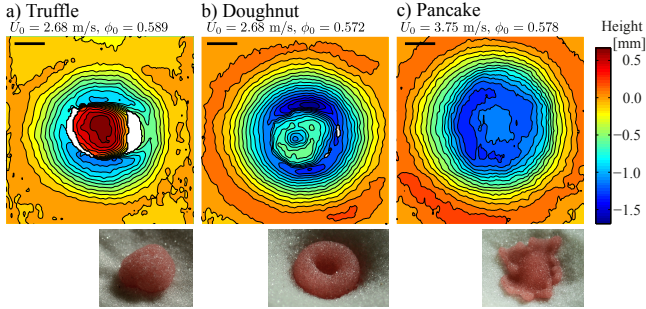 a) Truffle
U₀ = 2.68 m/s, ϕ₀ = 0.589
b) Doughnut
U₀ = 2.68 m/s, ϕ₀ = 0.572
c) Pancake
U₀ = 3.75 m/s, ϕ₀ = 0.578
Height
[mm]
0.5
0.0
−0.5
−1.0
−1.5